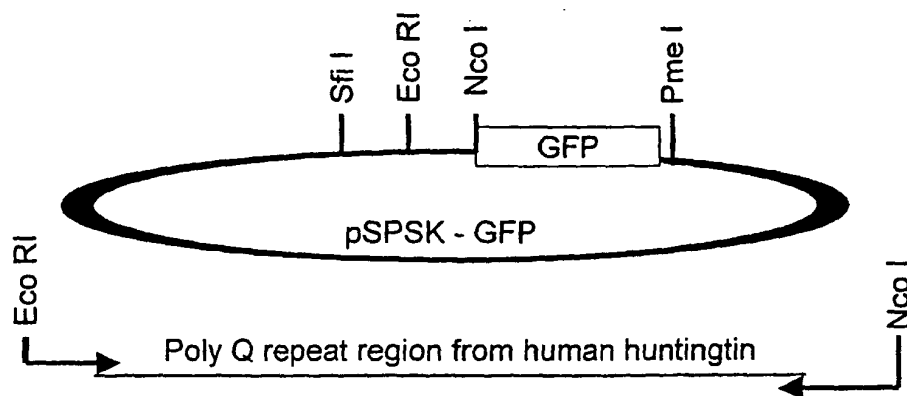 Sfi I
Eco RI
Nco I
Pme I
GFP
pSPSK - GFP
Eco RI
Nco I
Poly Q repeat region from human huntingtin